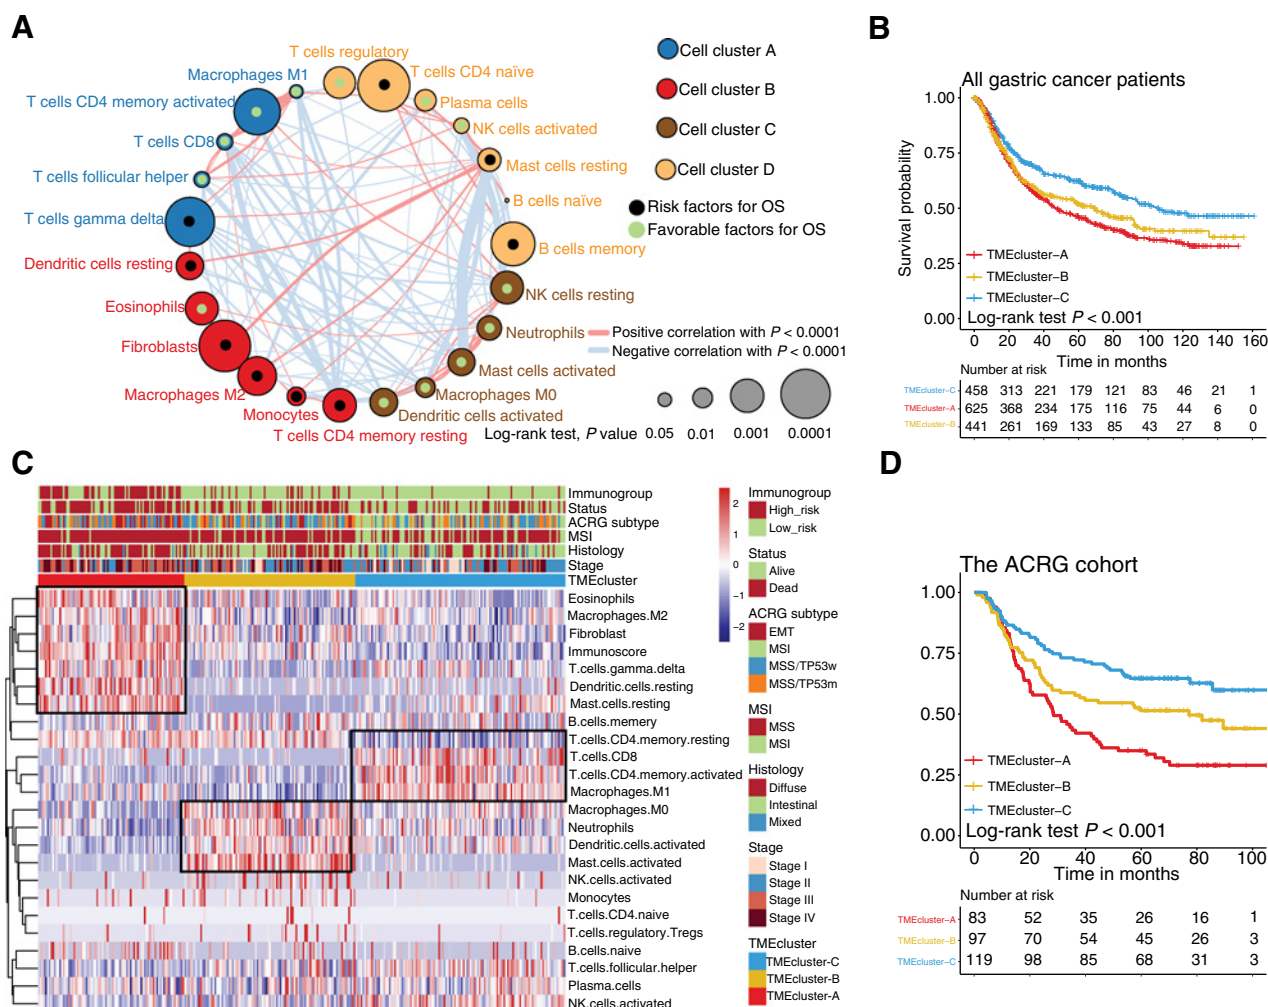 A
T cells regulatory
T cells CD4 naïve
Macrophages M1
T cells CD4 memory activated
Plasma cells
NK cells activated
T cells CD8
Mast cells resting
T cells follicular helper
B cells naïve
T cells gamma delta
B cells memory
Dendritic cells resting
NK cells resting
Eosinophils
Neutrophils
Fibroblasts
Mast cells activated
Macrophages M2
Macrophages M0
Monocytes
Dendritic cells activated
T cells CD4 memory resting
Cell cluster A
Cell cluster B
Cell cluster C
Cell cluster D
Risk factors for OS
Favorable factors for OS
Positive correlation with P < 0.0001
Negative correlation with P < 0.0001
Log-rank test, P value 0.05 0.01 0.001 0.0001
B
All gastric cancer patients
Survival probability
1.00
0.75
0.50
0.25
0.00
TMEcluster–A
TMEcluster–B
TMEcluster–C
Log-rank test P < 0.001
0 20 40 60 80 100 120 140 160
Time in months
Number at risk
TMEcluster–C 458 313 221 179 121 83 46 21 1
TMEcluster–A 625 368 234 175 116 75 44 6 0
TMEcluster–B 441 261 169 133 85 43 27 8 0
0 20 40 60 80 100 120 140 160
C
Immunogroup
Status
ACRG subtype
MSI
Histology
Stage
TMEcluster
Eosinophils
Macrophages.M2
Fibroblast
Immunoscore
T.cells.gamma.delta
Dendritic.cells.resting
Mast.cells.resting
B.cells.memery
T.cells.CD4.memory.resting
T.cells.CD8
T.cells.CD4.memory.activated
Macrophages.M1
Macrophages.M0
Neutrophils
Dendritic.cells.activated
Mast.cells.activated
NK.cells.activated
Monocytes
T.cells.CD4.naive
T.cells.regulatory.Tregs
B.cells.naive
T.cells.follicular.helper
Plasma.cells
NK.cells.activated
2
1
0
−1
−2
Immunogroup
High_risk
Low_risk
Status
Alive
Dead
ACRG subtype
EMT
MSI
MSS/TP53w
MSS/TP53m
MSI
MSS
MSI
Histology
Diffuse
Intestinal
Mixed
Stage
Stage I
Stage II
Stage III
Stage IV
TMEcluster
TMEcluster-C
TMEcluster-B
TMEcluster-A
D
The ACRG cohort
1.00
0.75
0.50
0.25
0.00
TMEcluster–A
TMEcluster–B
TMEcluster–C
Log-rank test P < 0.001
0 20 40 60 80 100
Time in months
Number at risk
TMEcluster–A 83 52 35 26 16 1
TMEcluster–B 97 70 54 45 26 3
TMEcluster–C 119 98 85 68 31 3